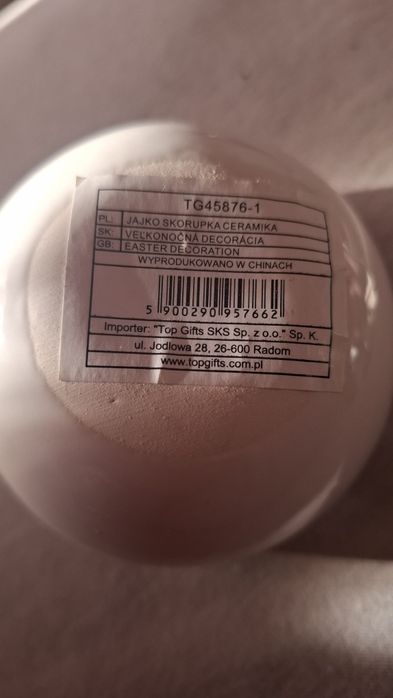 TG45876-1
PL: JAJKO SKORUPKA CERAMIKA
SK: VEĽKONOČNÁ DECORÁCIA
GB: EASTER DECORATION
WYPRODUKOWANO W CHINACH
5 900290 957662
Importer: "Top Gifts SKS Sp. z o.o." Sp. K.
ul. Jodlowa 28, 26-600 Radom
www.topgifts.com.pl